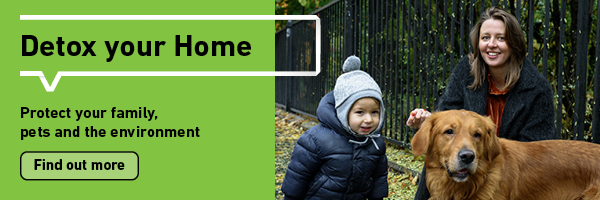 Detox your Home
Protect your family,
pets and the environment
Find out more